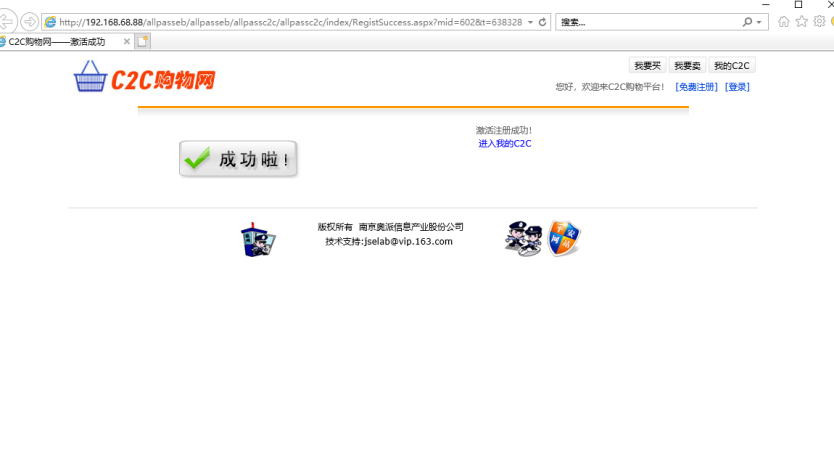 http://192.168.68.88/allpasseb/allpasseb/allpassc2c/allpassc2c/index/RegistSuccess.aspx?mid=602&t=638328
搜索...
C2C购物网——激活成功
我要买 我要卖 我的C2C
C2C购物网
您好，欢迎来C2C购物平台！ [免费注册] [登录]
激活注册成功!
进入我的C2C
成功啦!
版权所有 南京奥派信息产业股份公司
技术支持:jselab@vip.163.com
平安
网站